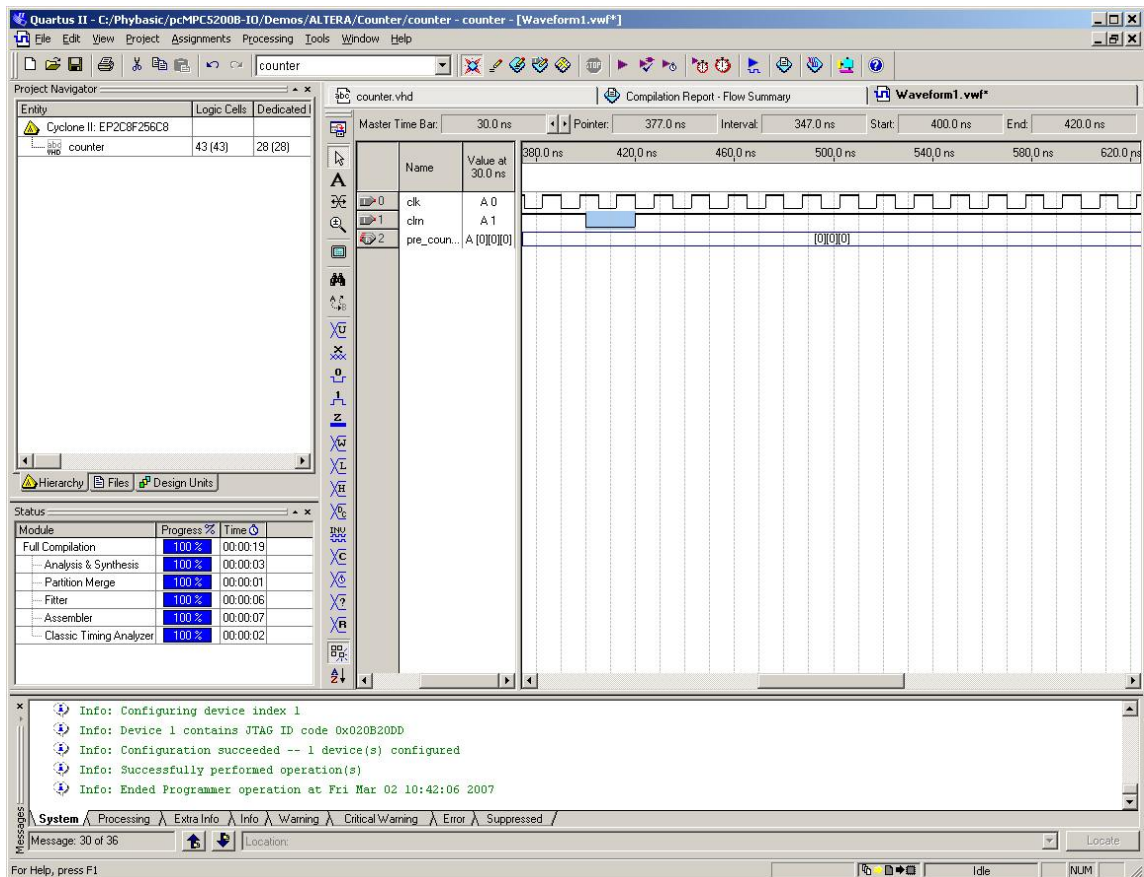 Quartus II - C:/Phybasic/pcMPC5200B-IO/Demos/ALTERA/Counter/counter - counter - [Waveform1.vwf*]
File Edit View Project Assignments Processing Tools Window Help
counter
STOP
Project Navigator
Entity Logic Cells Dedicated l
Cyclone II: EP2C8F256C8
abc VHD counter 43 (43) 28 (28)
Hierarchy Files Design Units
Status
Module Progress % Time
Full Compilation 100 % 00:00:19
Analysis & Synthesis 100 % 00:00:03
Partition Merge 100 % 00:00:01
Fitter 100 % 00:00:06
Assembler 100 % 00:00:07
Classic Timing Analyzer 100 % 00:00:02
abc counter.vhd Compilation Report - Flow Summary Waveform1.vwf*
Master Time Bar: 30.0 ns Pointer: 377.0 ns Interval: 347.0 ns Start: 400.0 ns End: 420.0 ns
Name Value at 30.0 ns
380.0 ns 420.0 ns 460.0 ns 500.0 ns 540.0 ns 580.0 ns 620.0 ns
0 clk A 0
1 clrn A 1
2 pre_coun... A [0][0][0] [0][0][0]
Info: Configuring device index 1
Info: Device 1 contains JTAG ID code 0x020B20DD
Info: Configuration succeeded -- 1 device(s) configured
Info: Successfully performed operation(s)
Info: Ended Programmer operation at Fri Mar 02 10:42:06 2007
System Processing Extra Info Info Warning Critical Warning Error Suppressed
Messages
Message: 30 of 36 Location: Locate
For Help, press F1 Idle NUM